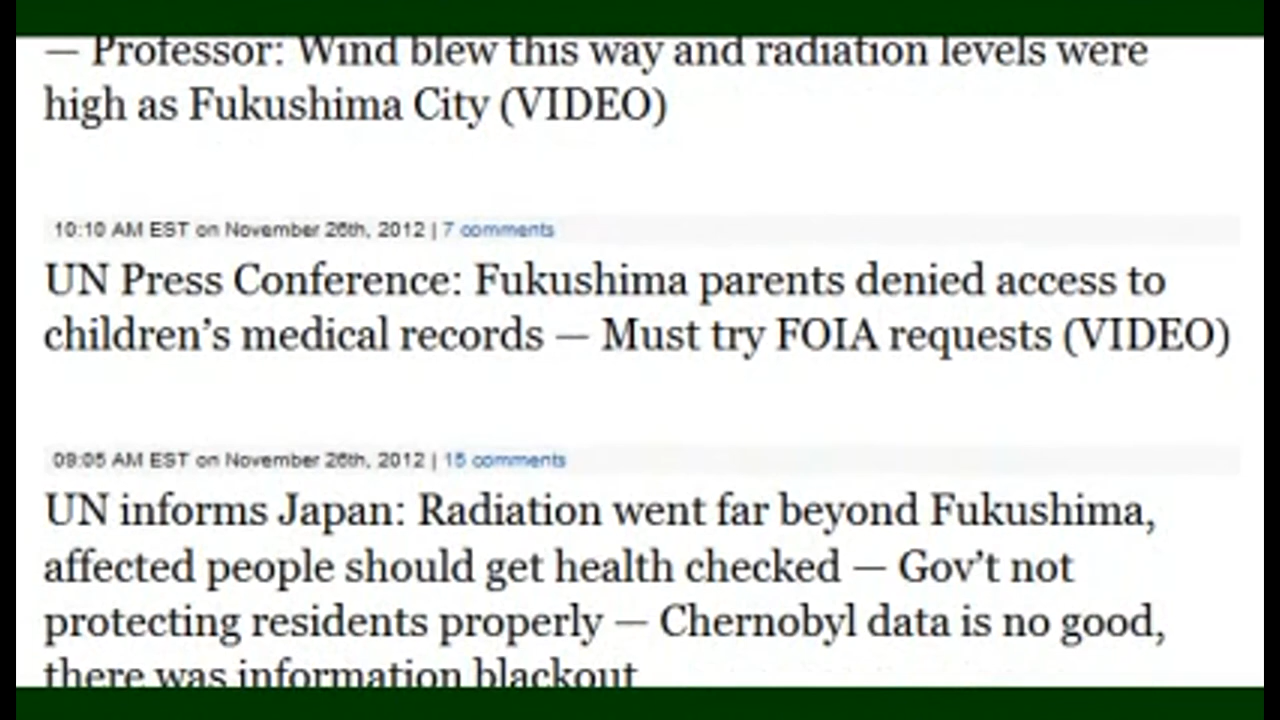 — Professor: Wind blew this way and radiation levels were
high as Fukushima City (VIDEO)
10:10 AM EST on November 26th, 2012 | 7 comments
UN Press Conference: Fukushima parents denied access to
children’s medical records — Must try FOIA requests (VIDEO)
09:05 AM EST on November 26th, 2012 | 15 comments
UN informs Japan: Radiation went far beyond Fukushima,
affected people should get health checked — Gov’t not
protecting residents properly — Chernobyl data is no good,
there was information blackout